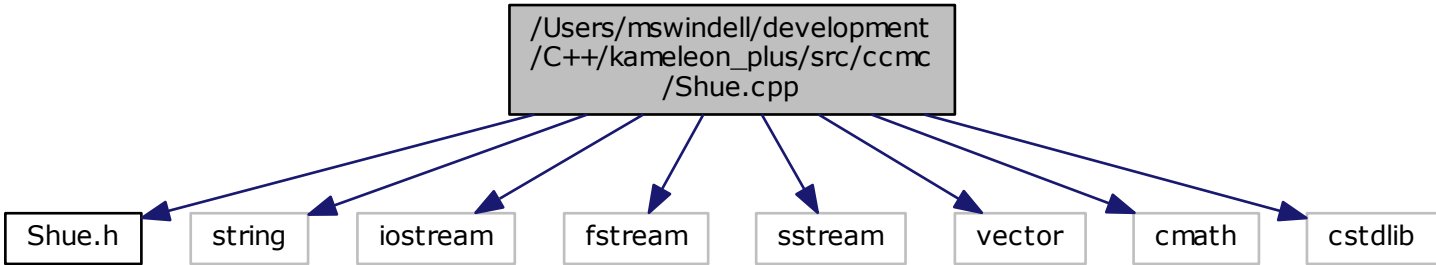 /Users/mswindell/development
/C++/kameleon_plus/src/ccmc
/Shue.cpp
Shue.h
string
iostream
fstream
sstream
vector
cmath
cstdlib